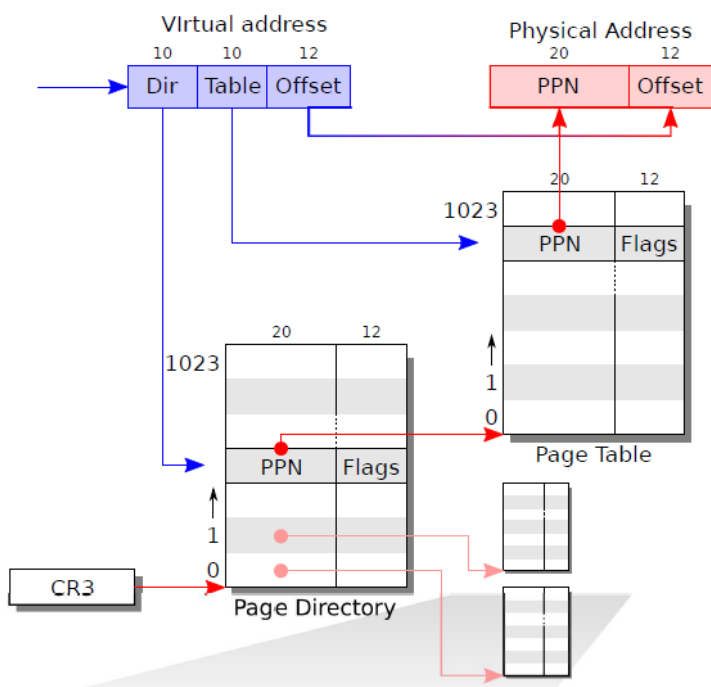 VIrtual address
10 10 12
Dir Table Offset
Physical Address
20 12
PPN Offset
20 12
1023
PPN Flags
1
0
Page Table
20 12
1023
PPN Flags
1
0
Page Directory
CR3